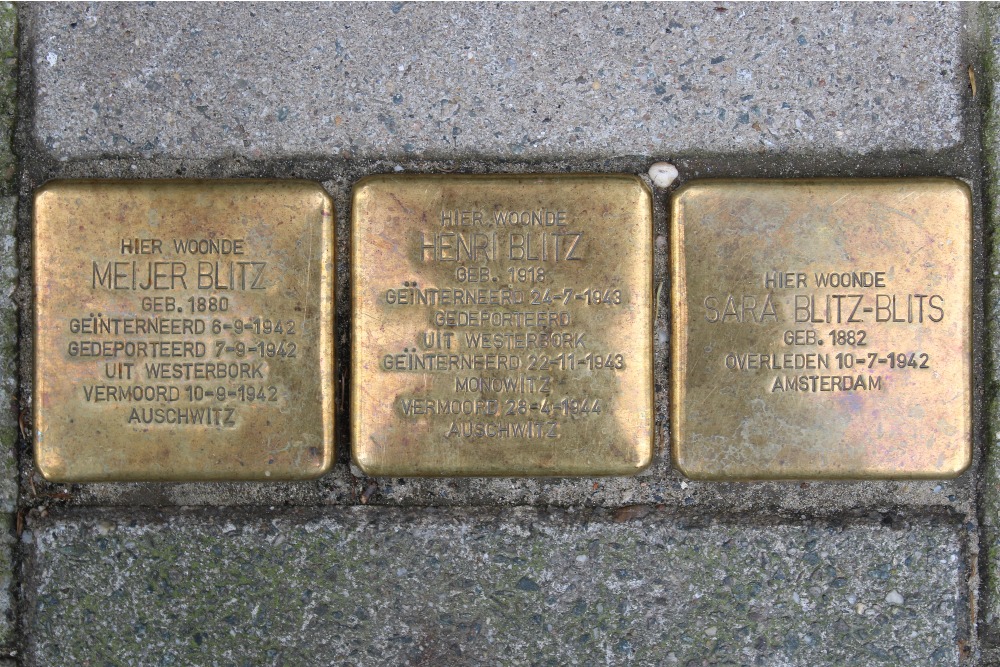 HIER WOONDE
MEIJER BLITZ
GEB. 1880
GEÏNTERNEERD 6-9-1942
GEDEPORTEERD 7-9-1942
UIT WESTERBORK
VERMOORD 10-9-1942
AUSCHWITZ
HIER WOONDE
HENRI BLITZ
GEB. 1918
GEÏNTERNEERD 24-7-1943
GEDEPORTEERD
UIT WESTERBORK
GEÏNTERNEERD 22-11-1943
MONOWITZ
VERMOORD 28-4-1944
AUSCHWITZ
HIER WOONDE
SARA BLITZ-BLITS
GEB. 1882
OVERLEDEN 10-7-1942
AMSTERDAM